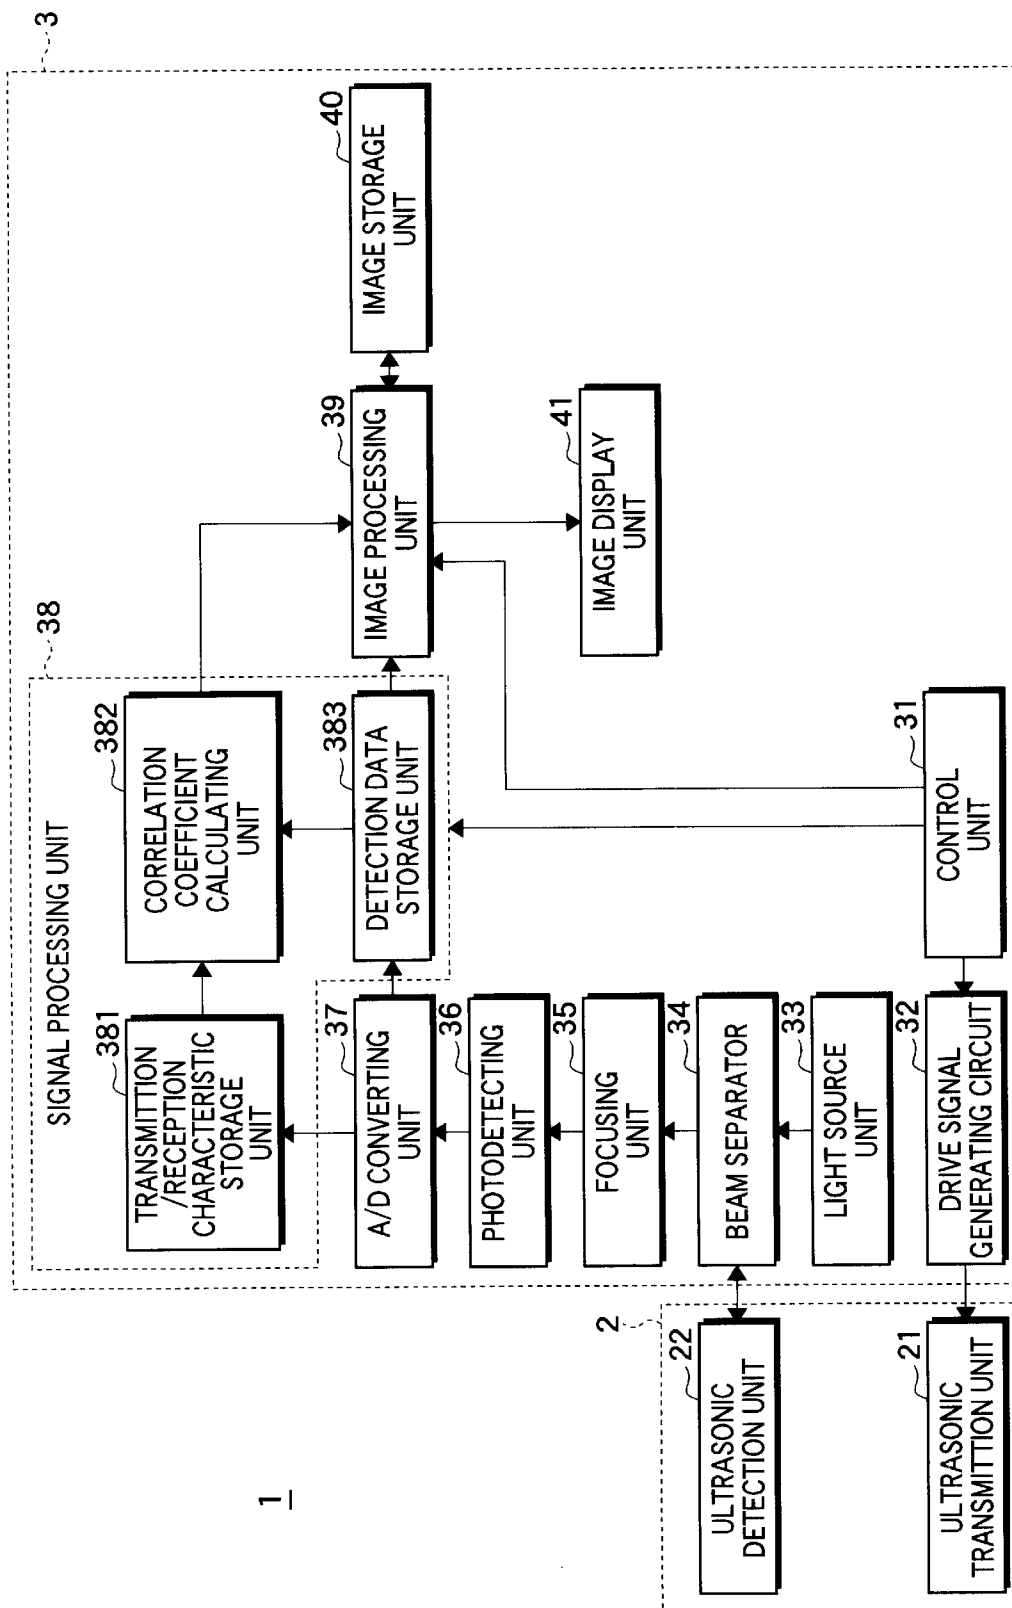 1
2
ULTRASONIC
DETECTION UNIT
22
ULTRASONIC
TRANSMITTION UNIT
21
3
SIGNAL PROCESSING UNIT
38
TRANSMITTION
/RECEPTION
CHARACTERISTIC
STORAGE
UNIT
381
CORRELATION
COEFFICIENT
CALCULATING
UNIT
382
A/D CONVERTING
UNIT
37
DETECTION DATA
STORAGE UNIT
383
IMAGE PROCESSING
UNIT
39
IMAGE STORAGE
UNIT
40
PHOTODETECTING
UNIT
36
FOCUSING
UNIT
35
IMAGE DISPLAY
UNIT
41
BEAM SEPARATOR
34
LIGHT SOURCE
UNIT
33
DRIVE SIGNAL
GENERATING CIRCUIT
32
CONTROL
UNIT
31